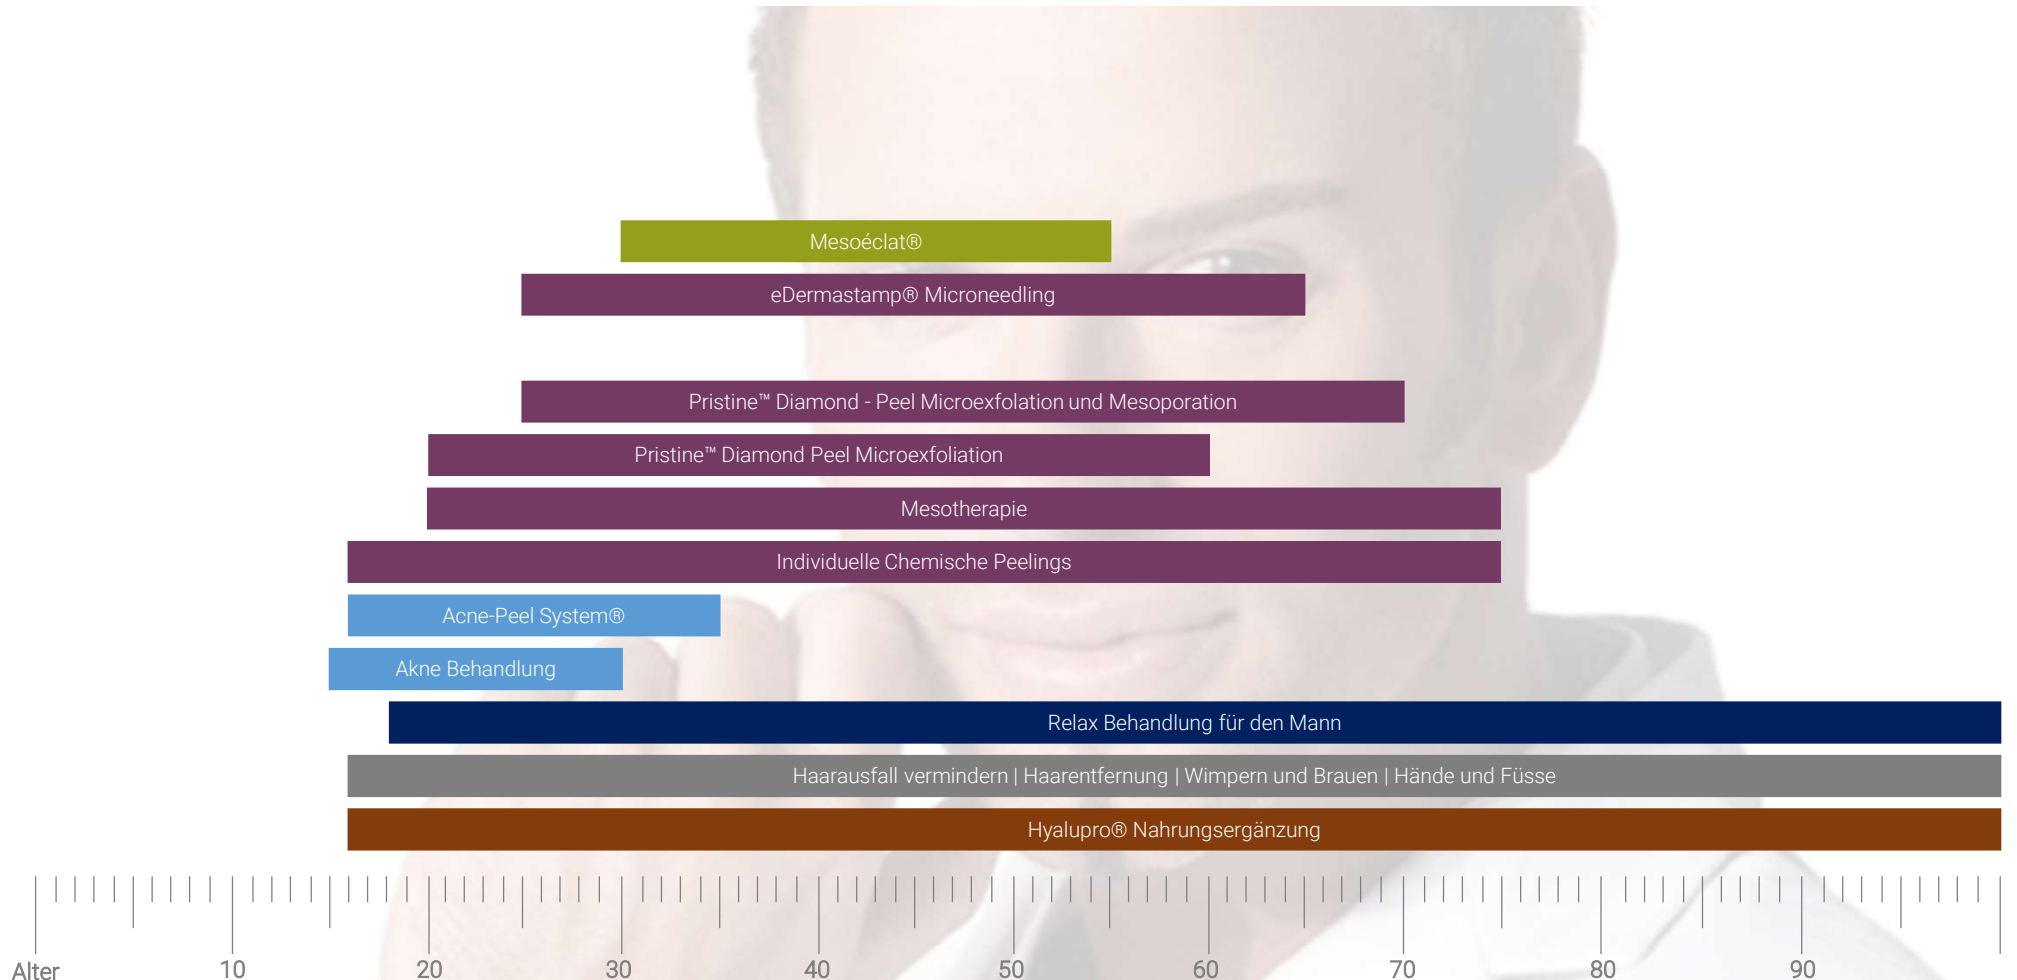 Mesoéclat®
eDermastamp® Microneedling
Pristine™ Diamond - Peel Microexfolation und Mesoporation
Pristine™ Diamond Peel Microexfoliation
Mesotherapie
Individuelle Chemische Peelings
Acne-Peel System®
Akne Behandlung
Relax Behandlung für den Mann
Haarausfall vermindern | Haarentfernung | Wimpern und Brauen | Hände und Füsse
Hyalupro® Nahrungsergänzung
Alter 10 20 30 40 50 60 70 80 90